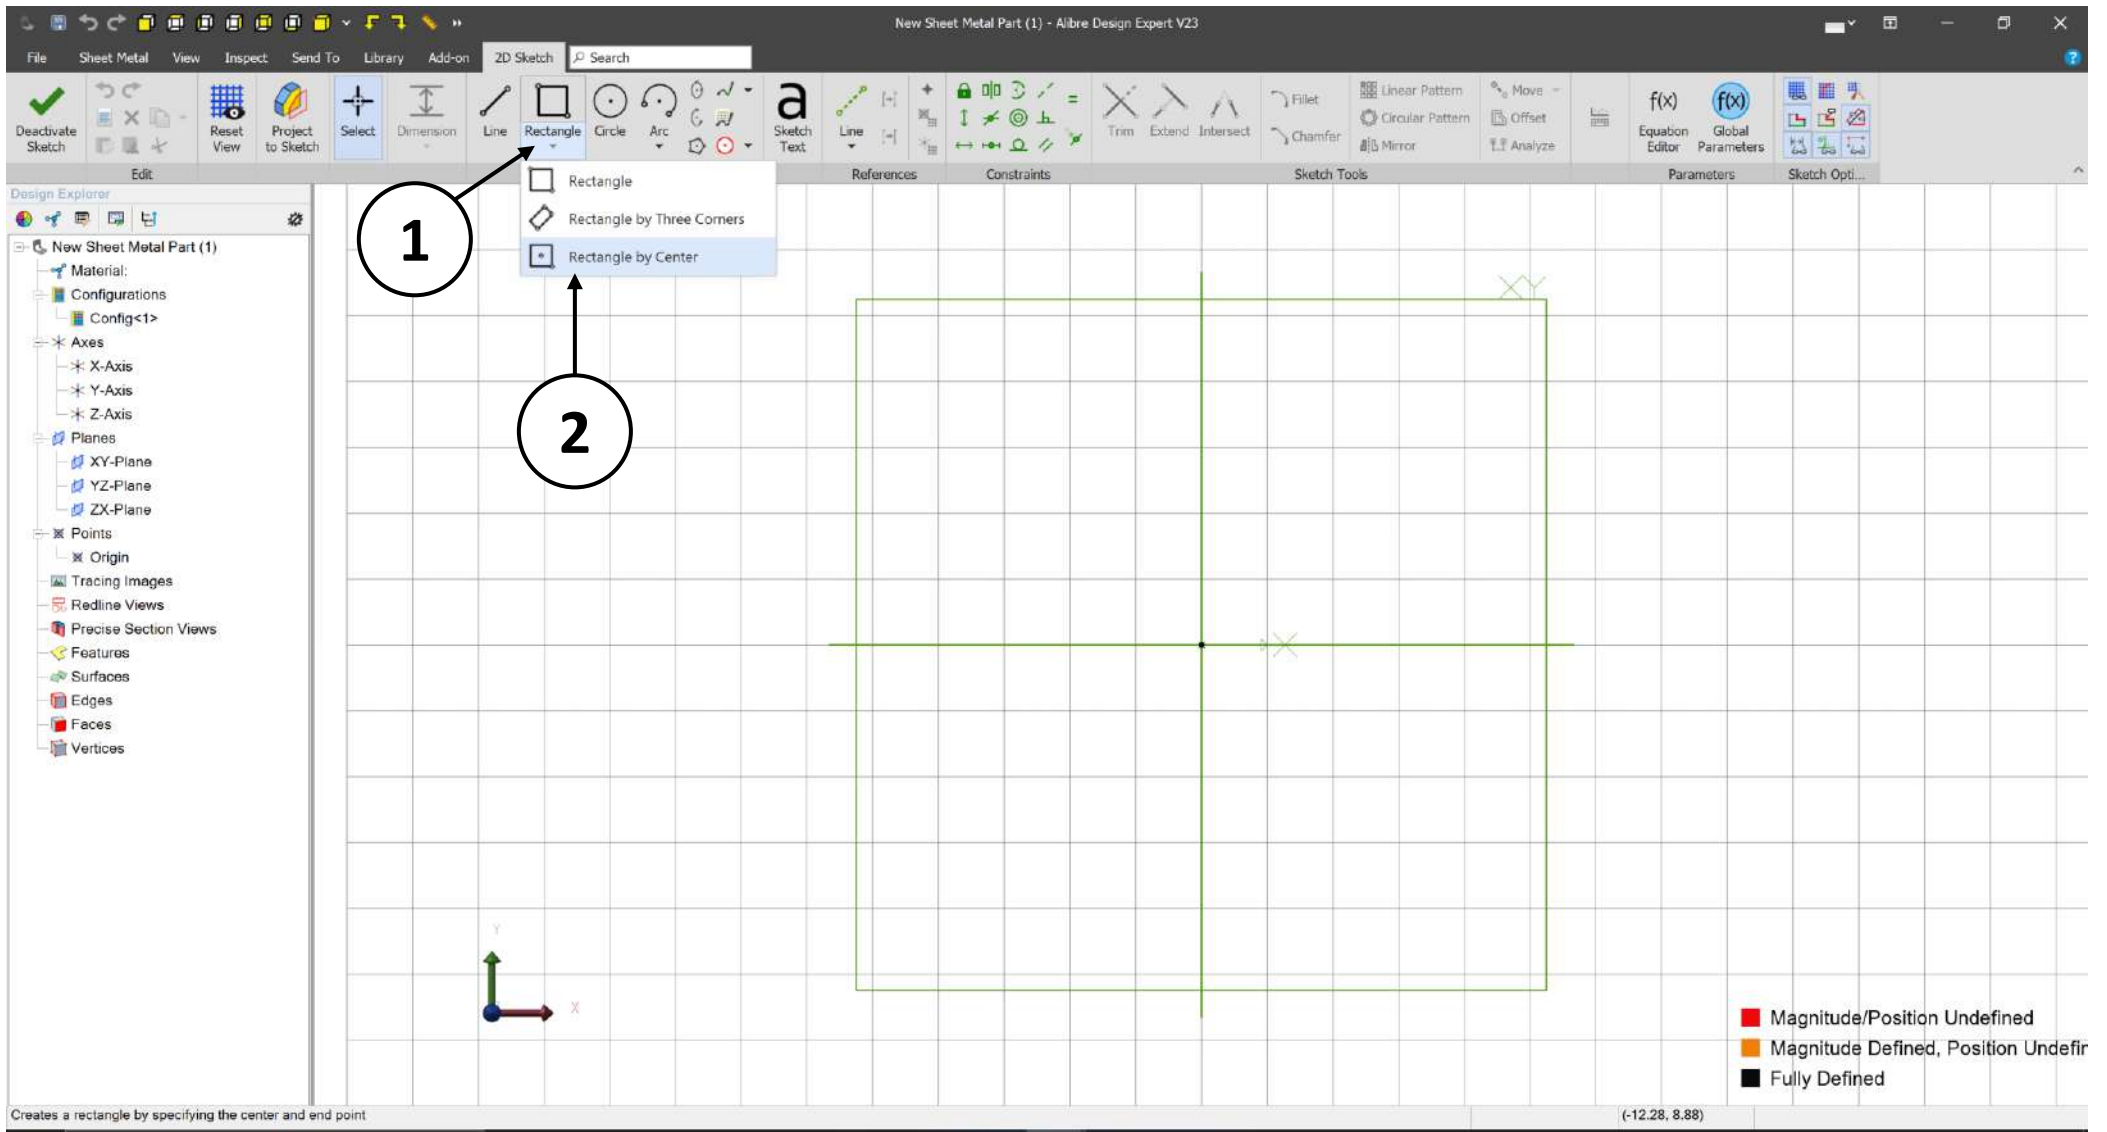 New Sheet Metal Part (1) - Alibre Design Expert V23
File Sheet Metal View Inspect Send To Library Add-on 2D Sketch Search
Deactivate Sketch
Reset View
Project to Sketch
Select
Dimension
Line
Rectangle
Circle
Arc
a
Sketch Text
Line
Trim Extend Intersect
Fillet
Chamfer
Linear Pattern
Circular Pattern
Mirror
Move
Offset
Analyze
f(x)
Equation Editor
f(x)
Global Parameters
Edit References Constraints Sketch Tools Parameters Sketch Opti...
Rectangle
Rectangle by Three Corners
Rectangle by Center
1
2
Design Explorer
New Sheet Metal Part (1)
Material:
Configurations
Config<1>
Axes
X-Axis
Y-Axis
Z-Axis
Planes
XY-Plane
YZ-Plane
ZX-Plane
Points
Origin
Tracing Images
Redline Views
Precise Section Views
Features
Surfaces
Edges
Faces
Vertices
XY
X
Y
X
Magnitude/Position Undefined
Magnitude Defined, Position Undefin
Fully Defined
Creates a rectangle by specifying the center and end point
(-12.28, 8.88)